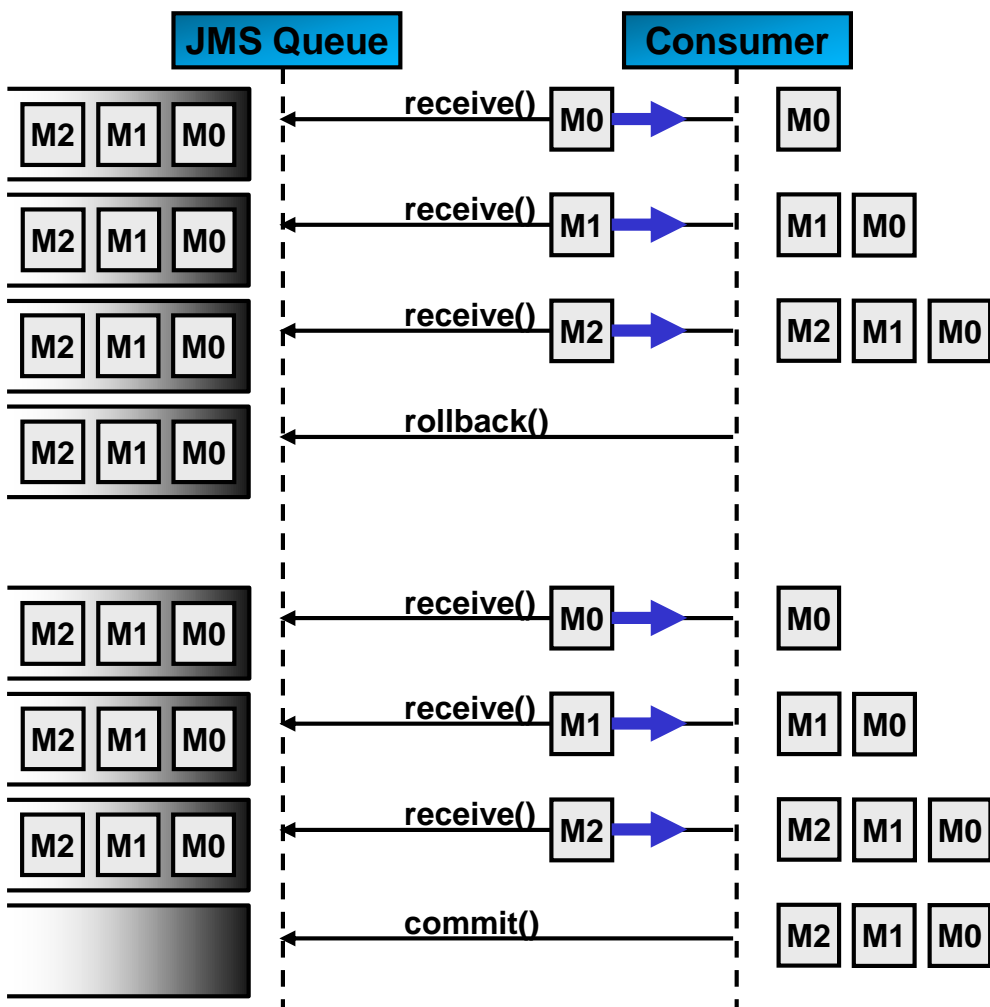 JMS Queue Consumer
M2 M1 M0 receive() M0 M0
M2 M1 M0 receive() M1 M1 M0
M2 M1 M0 receive() M2 M2 M1 M0
M2 M1 M0 rollback()
M2 M1 M0 receive() M0 M0
M2 M1 M0 receive() M1 M1 M0
M2 M1 M0 receive() M2 M2 M1 M0
commit() M2 M1 M0